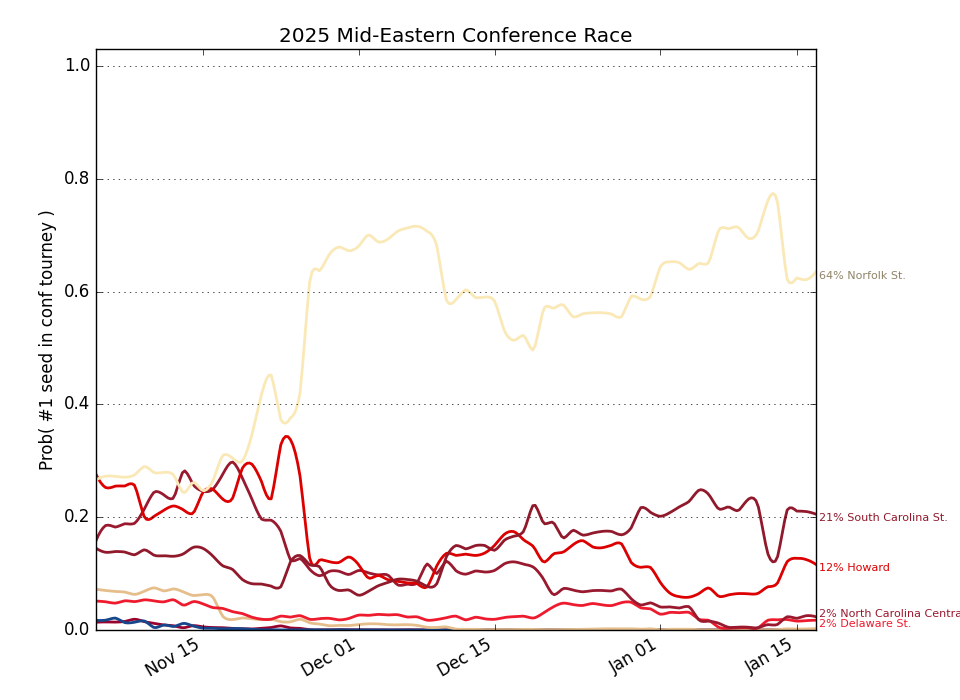 2025 Mid-Eastern Conference Race
Prob( #1 seed in conf tourney )
1.0
0.8
0.6
0.4
0.2
0.0
64% Norfolk St.
21% South Carolina St.
12% Howard
2% North Carolina Centra
2% Delaware St.
Nov 15
Dec 01
Dec 15
Jan 01
Jan 15